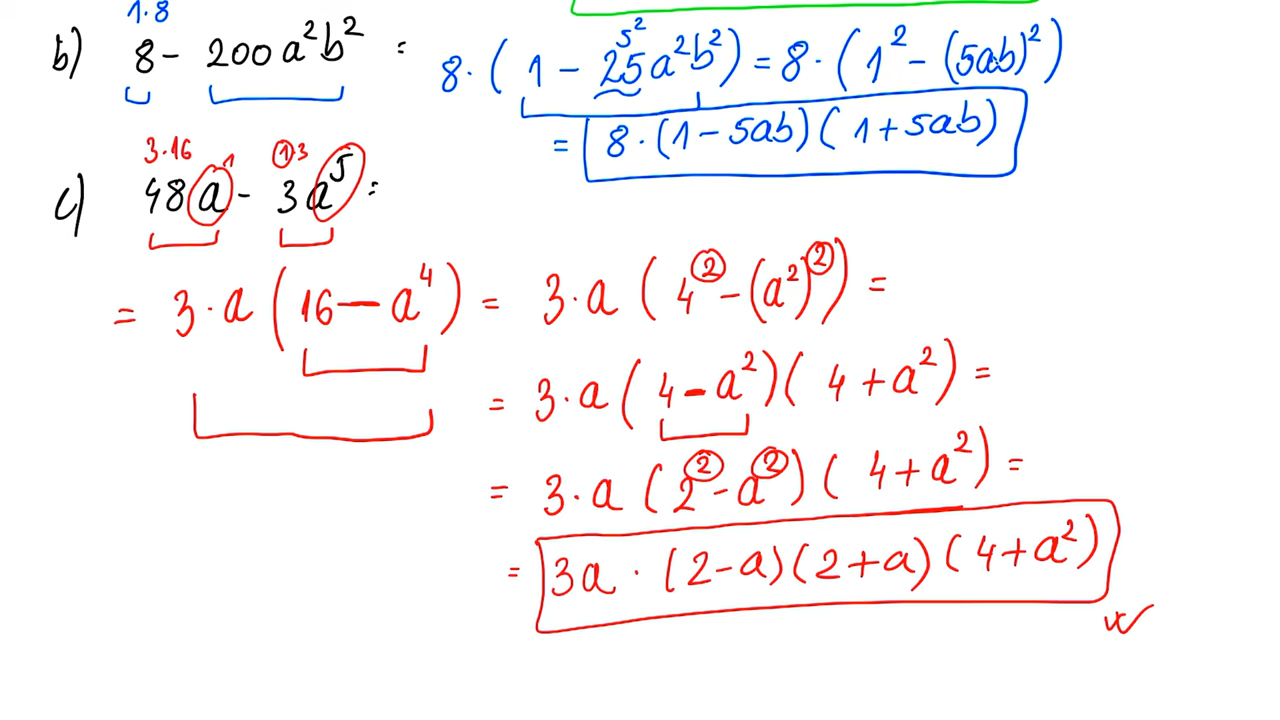 1·8
b) 8 - 200a²b² = 8·(1 - 25a²b²) = 8·(1² - (5ab)²)
5²
= 8·(1-5ab)(1+5ab)
3·16 1 1·3
c) 48a - 3a⁵ =
= 3·a(16-a⁴) = 3·a(4² - (a²)²) =
= 3·a(4-a²)(4+a²) =
= 3·a(2²-a²)(4+a²) =
= 3a·(2-a)(2+a)(4+a²)